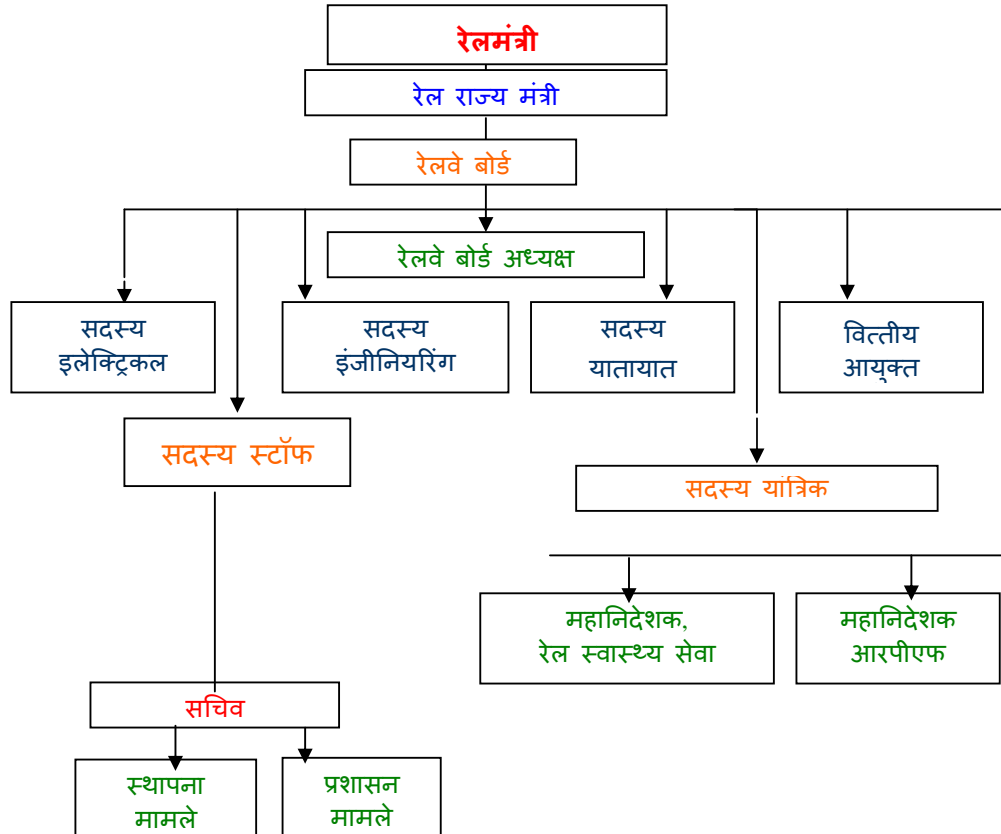 रेलमंत्री
रेल राज्य मंत्री
रेलवे बोर्ड
रेलवे बोर्ड अध्यक्ष
सदस्य
इलेक्ट्रिकल
सदस्य
इंजीनियरिंग
सदस्य
यातायात
वित्तीय
आयुक्त
सदस्य स्टॉफ
सदस्य यांत्रिक
महानिदेशक,
रेल स्वास्थ्य सेवा
महानिदेशक
आरपीएफ
सचिव
स्थापना
मामले
प्रशासन
मामले